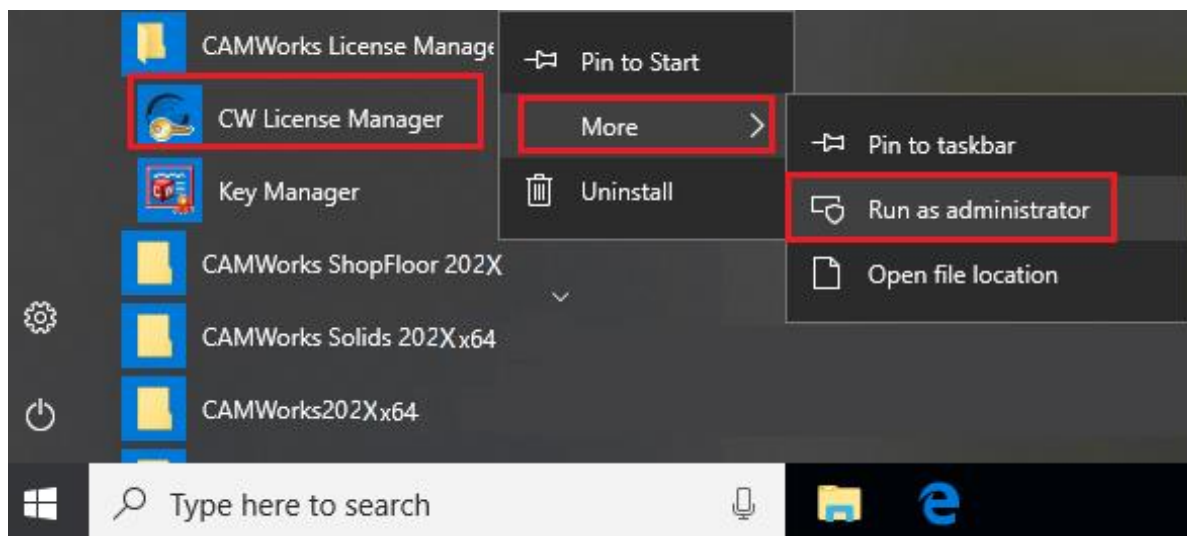 CAMWorks License Manage
CW License Manager
Key Manager
CAMWorks ShopFloor 202X
CAMWorks Solids 202Xx64
CAMWorks202Xx64
Pin to Start
More
Uninstall
Pin to taskbar
Run as administrator
Open file location
Type here to search